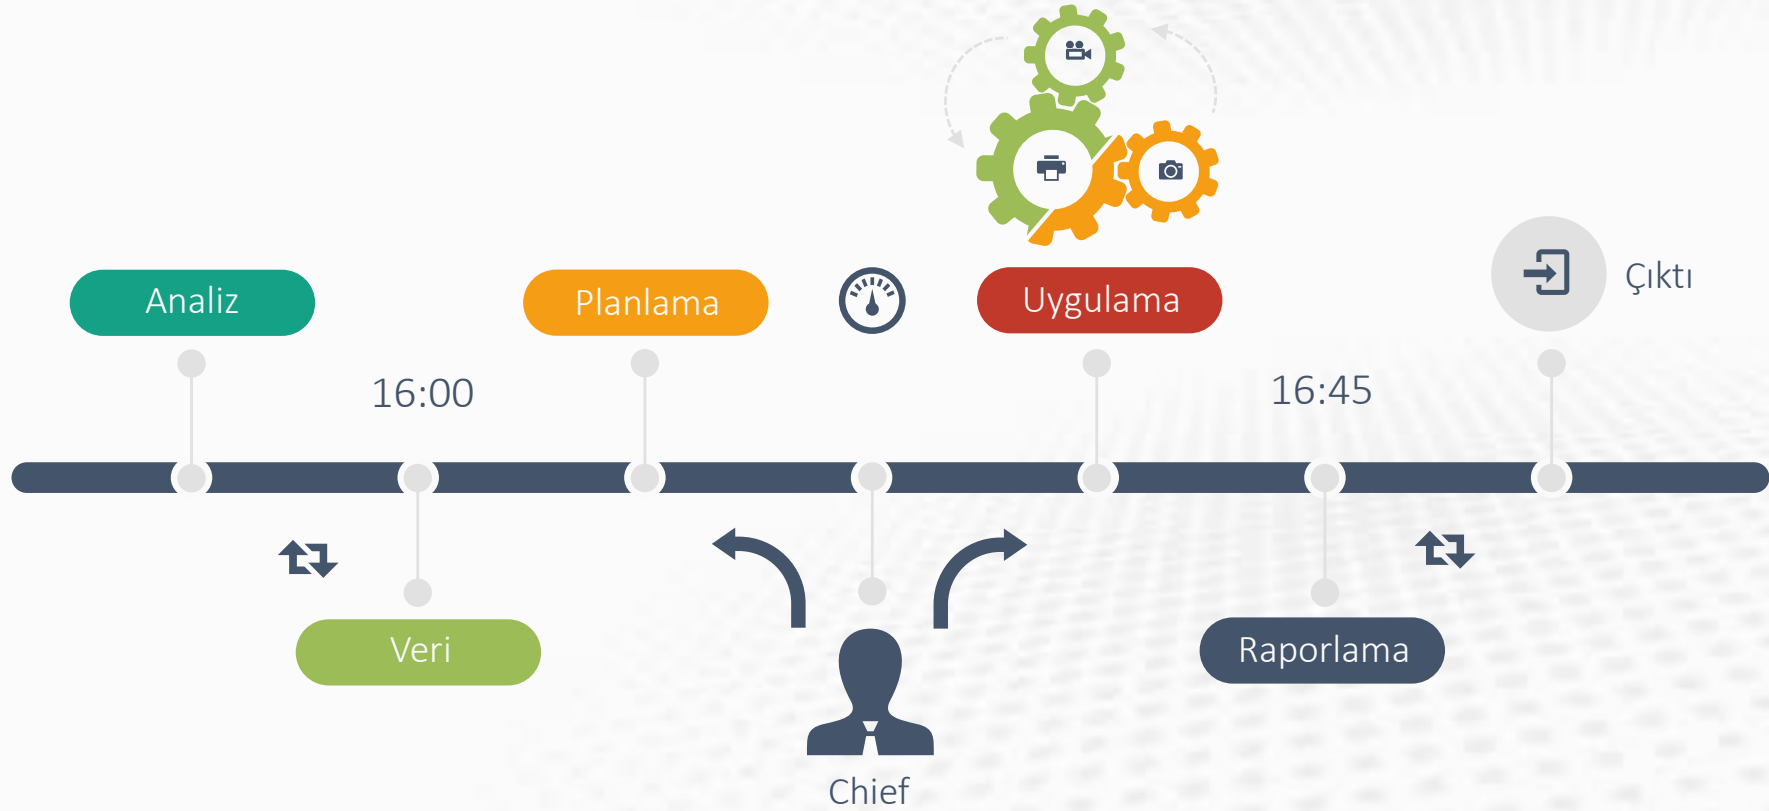 Analiz
Planlama
Uygulama
Çıktı
16:00
16:45
Veri
Raporlama
Chief